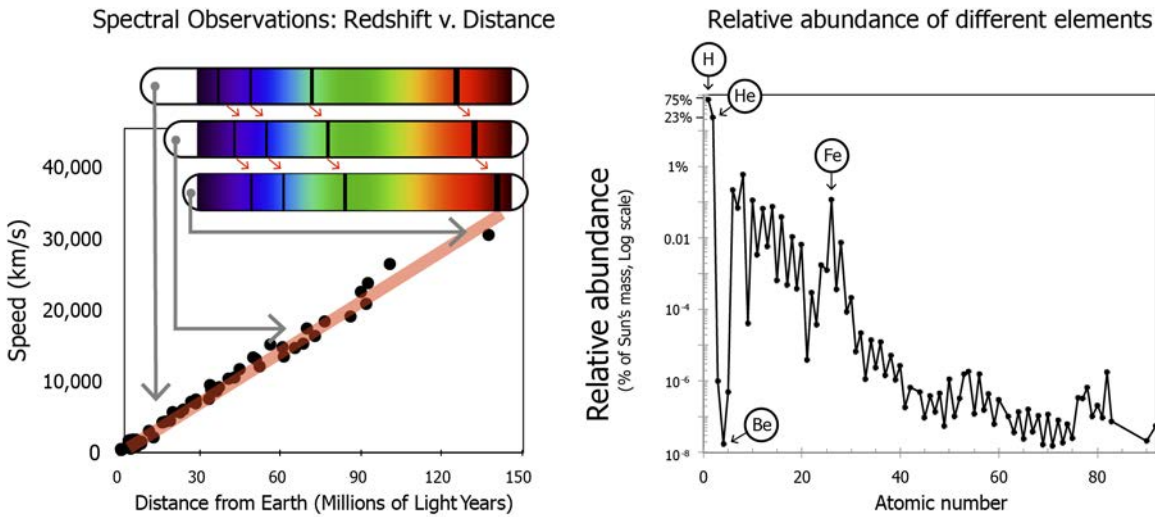 Spectral Observations: Redshift v. Distance
Speed (km/s)
40,000
30,000
20,000
10,000
0
0 30 60 90 120 150
Distance from Earth (Millions of Light Years)
Relative abundance of different elements
H
He
Fe
Be
Relative abundance
(% of Sun's mass, Log scale)
75%
23%
1%
0.01
10-4
10-6
10-8
0 20 40 60 80
Atomic number